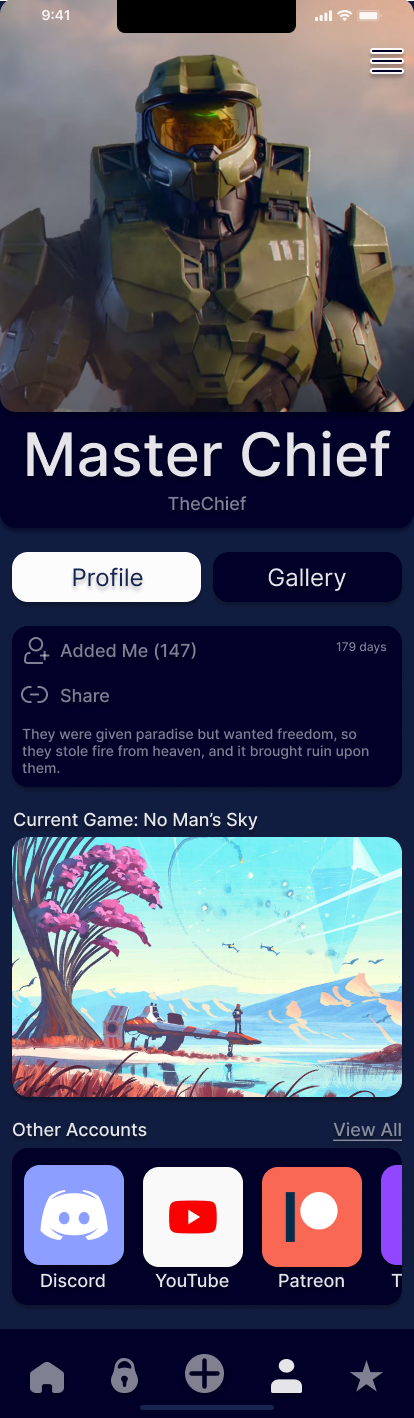 9:41
117
Master Chief
TheChief
Profile
Gallery
Added Me (147)
179 days
Share
They were given paradise but wanted freedom, so
they stole fire from heaven, and it brought ruin upon
them.
Current Game: No Man’s Sky
Other Accounts
View All
Discord
YouTube
Patreon
T